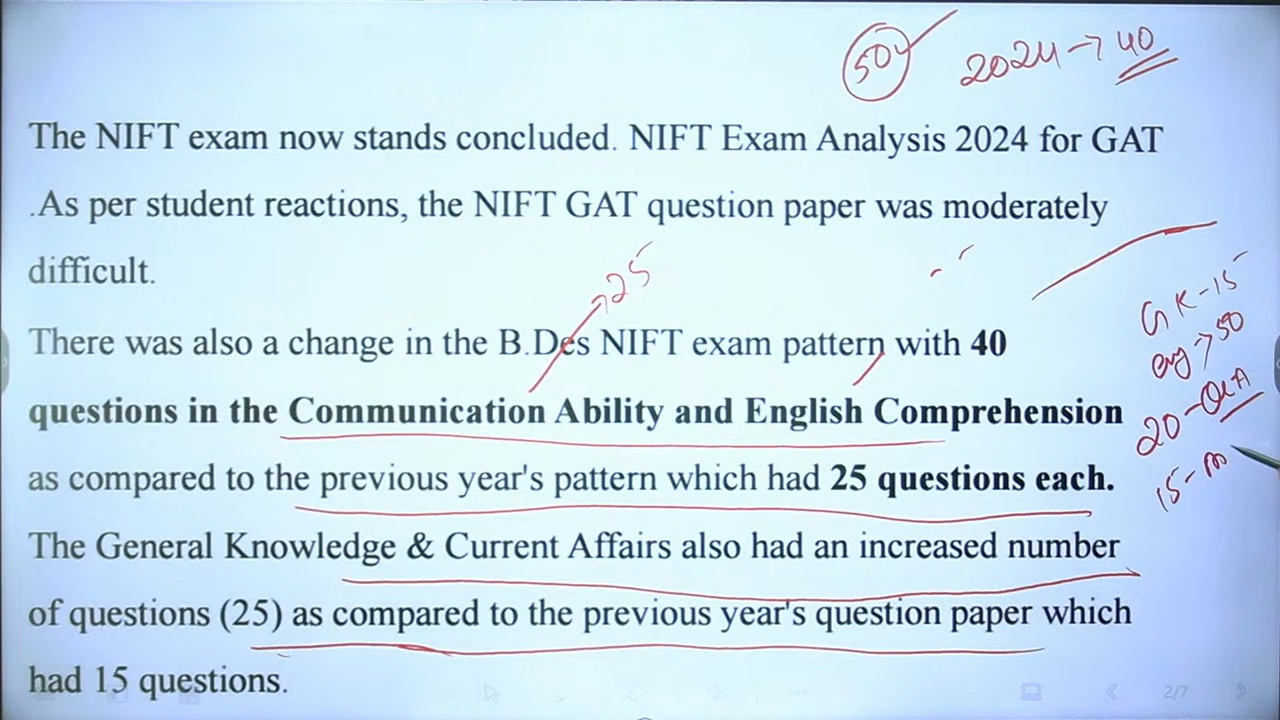 50
2024 → 40
The NIFT exam now stands concluded. NIFT Exam Analysis 2024 for GAT
.As per student reactions, the NIFT GAT question paper was moderately
difficult.
→ 25
There was also a change in the B.Des NIFT exam pattern with 40
questions in the Communication Ability and English Comprehension
as compared to the previous year's pattern which had 25 questions each.
The General Knowledge & Current Affairs also had an increased number
of questions (25) as compared to the previous year's question paper which
had 15 questions.
GK-15
eng → 50
20-
15-
2/7